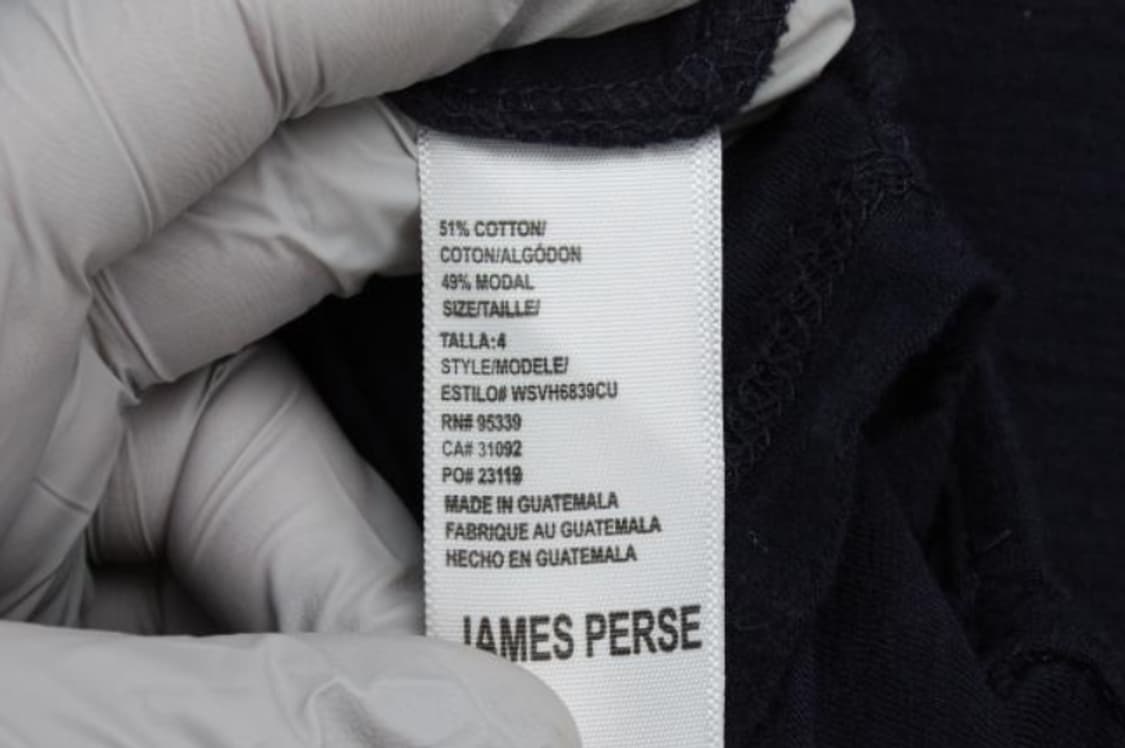 51% COTTON/
COTON/ALGÓDON
49% MODAL
SIZE/TAILLE/
TALLA:4
STYLE/MODELE/
ESTILO# WSVH6839CU
RN# 95339
CA# 31092
PO# 23119
MADE IN GUATEMALA
FABRIQUE AU GUATEMALA
HECHO EN GUATEMALA
JAMES PERSE